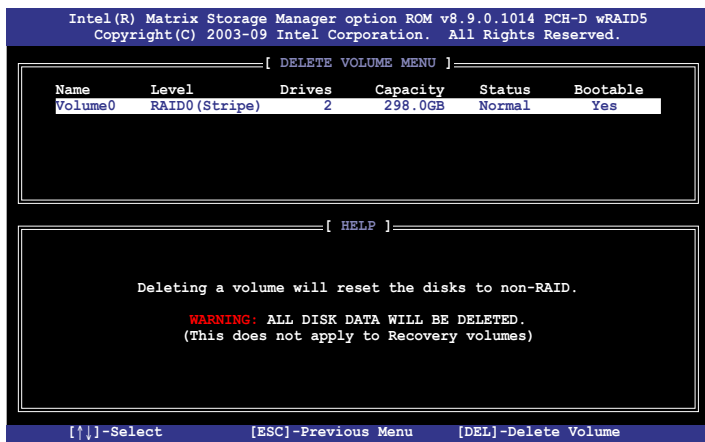 Intel(R) Matrix Storage Manager option ROM v8.9.0.1014 PCH-D wRAID5
Copyright(C) 2003-09 Intel Corporation. All Rights Reserved.
[ DELETE VOLUME MENU ]
Name Level Drives Capacity Status Bootable
Volume0 RAID0(Stripe) 2 298.0GB Normal Yes
[ HELP ]
Deleting a volume will reset the disks to non-RAID.
WARNING: ALL DISK DATA WILL BE DELETED.
(This does not apply to Recovery volumes)
[↑↓]-Select [ESC]-Previous Menu [DEL]-Delete Volume